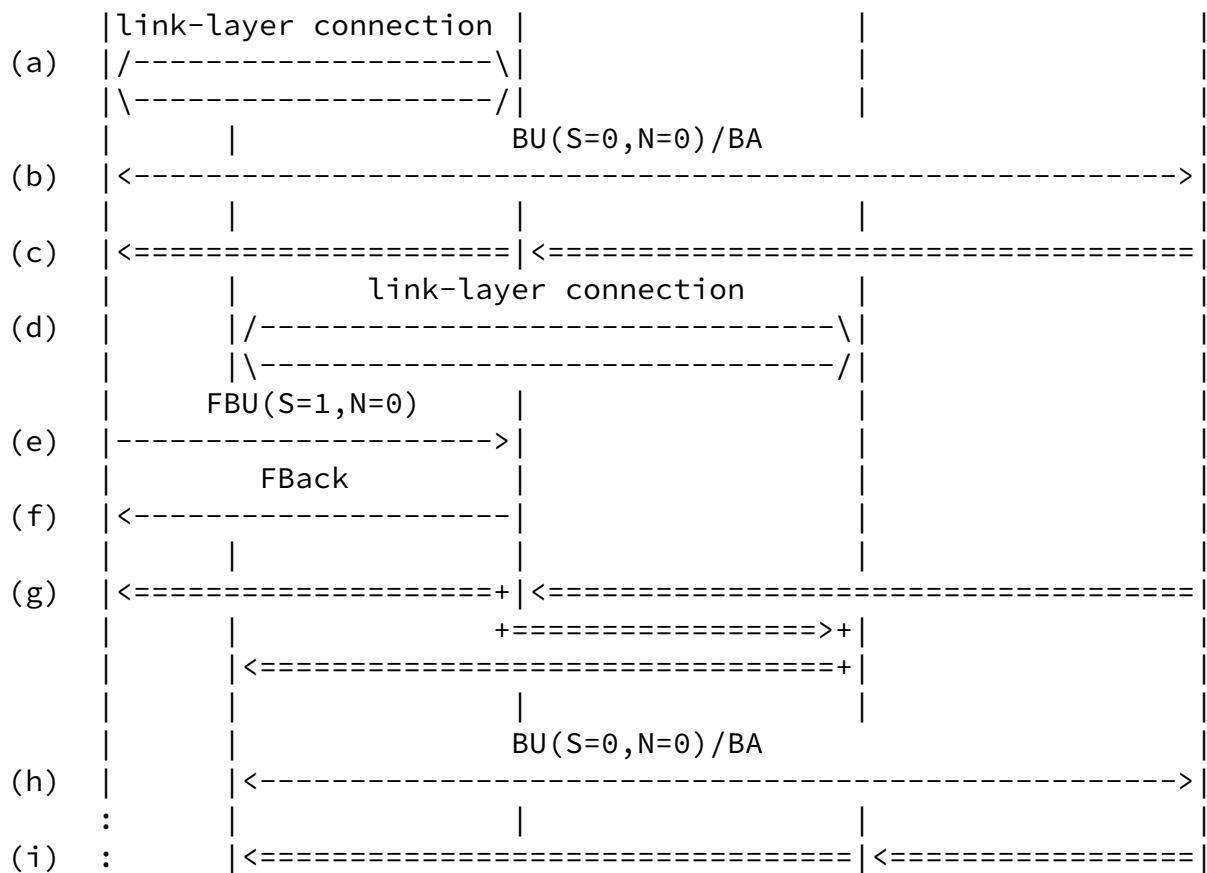 |link-layer connection |                  |                  |
(a)  |/--------------------\|                  |                  |
|\--------------------/|                  |                  |
|      |               BU(S=0,N=0)/BA                        |
(b)  |<---------------------------------------------------------->|
|      |               |                  |                  |
(c)  |<=====================|<====================================|
|      |       link-layer connection      |                  |
(d)  |      |/--------------------------------\|                  |
|      |\--------------------------------/|                  |
|     FBU(S=1,N=0)     |                  |                  |
(e)  |--------------------->|                  |                  |
|        FBack         |                  |                  |
(f)  |<---------------------|                  |                  |
|      |               |                  |                  |
(g)  |<====================+|<====================================|
|      |              +=================>+|                  |
|      |<================================+|                  |
|      |               |                  |                  |
|      |               BU(S=0,N=0)/BA                        |
(h)  |      |<--------------------------------------------------->|
:      |               |                  |                  |
(i)  :      |<=================================|<=================|